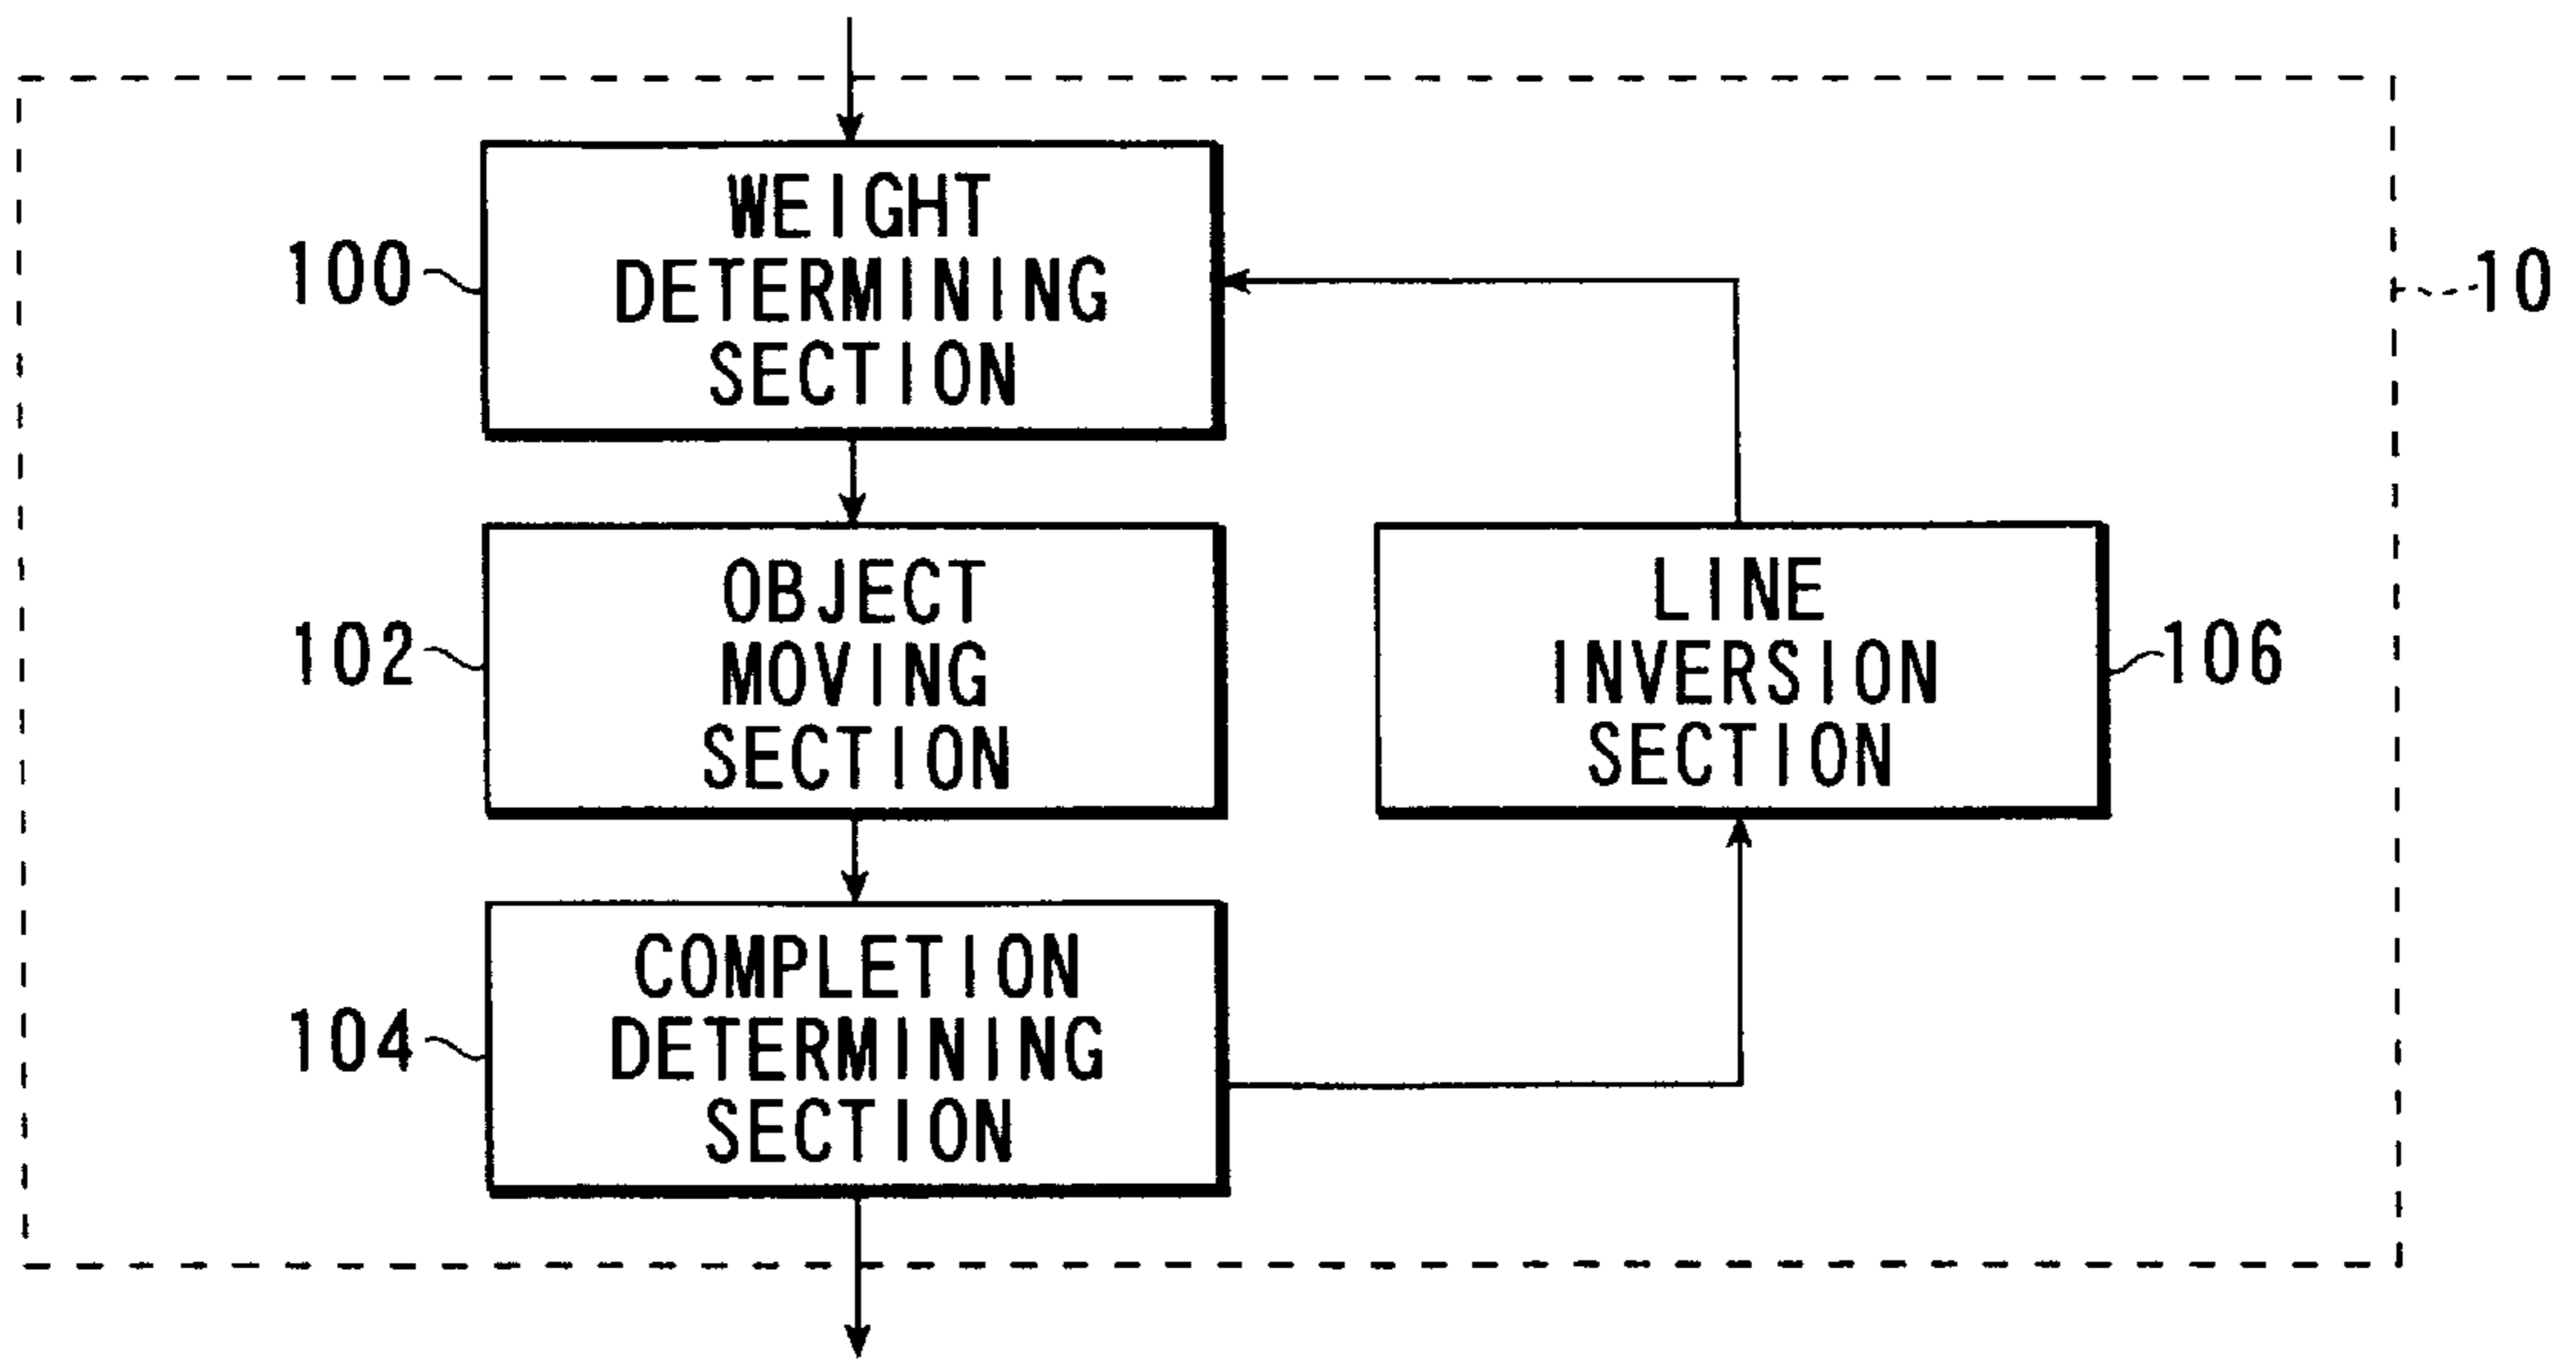 WEIGHT
DETERMINING
SECTION
100
10
OBJECT
MOVING
SECTION
102
LINE
INVERSION
SECTION
106
COMPLETION
DETERMINING
SECTION
104